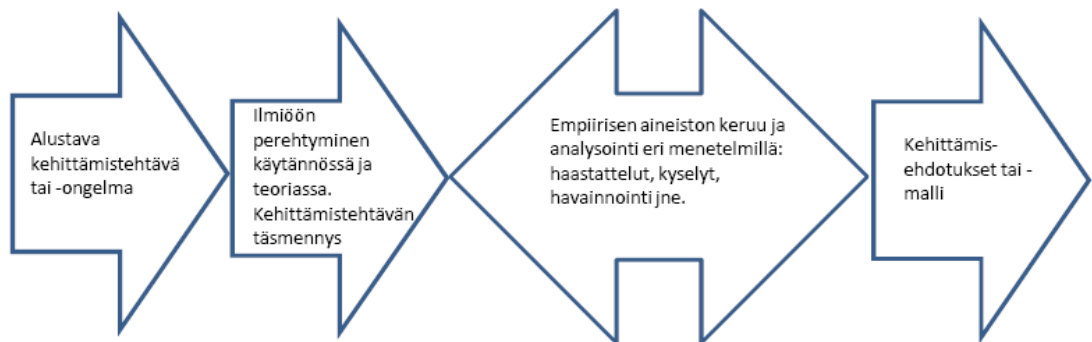 Alustava
kehittämistehtävä
tai -ongelma
Ilmiöön
perehtyminen
käytännössä ja
teoriassa.
Kehittämistehtävän
täsmennys
Empiirisen aineiston keruu ja
analysointi eri menetelmillä:
haastattelut, kyselyt,
havainnointi jne.
Kehittämis-
ehdotukset tai -
malli